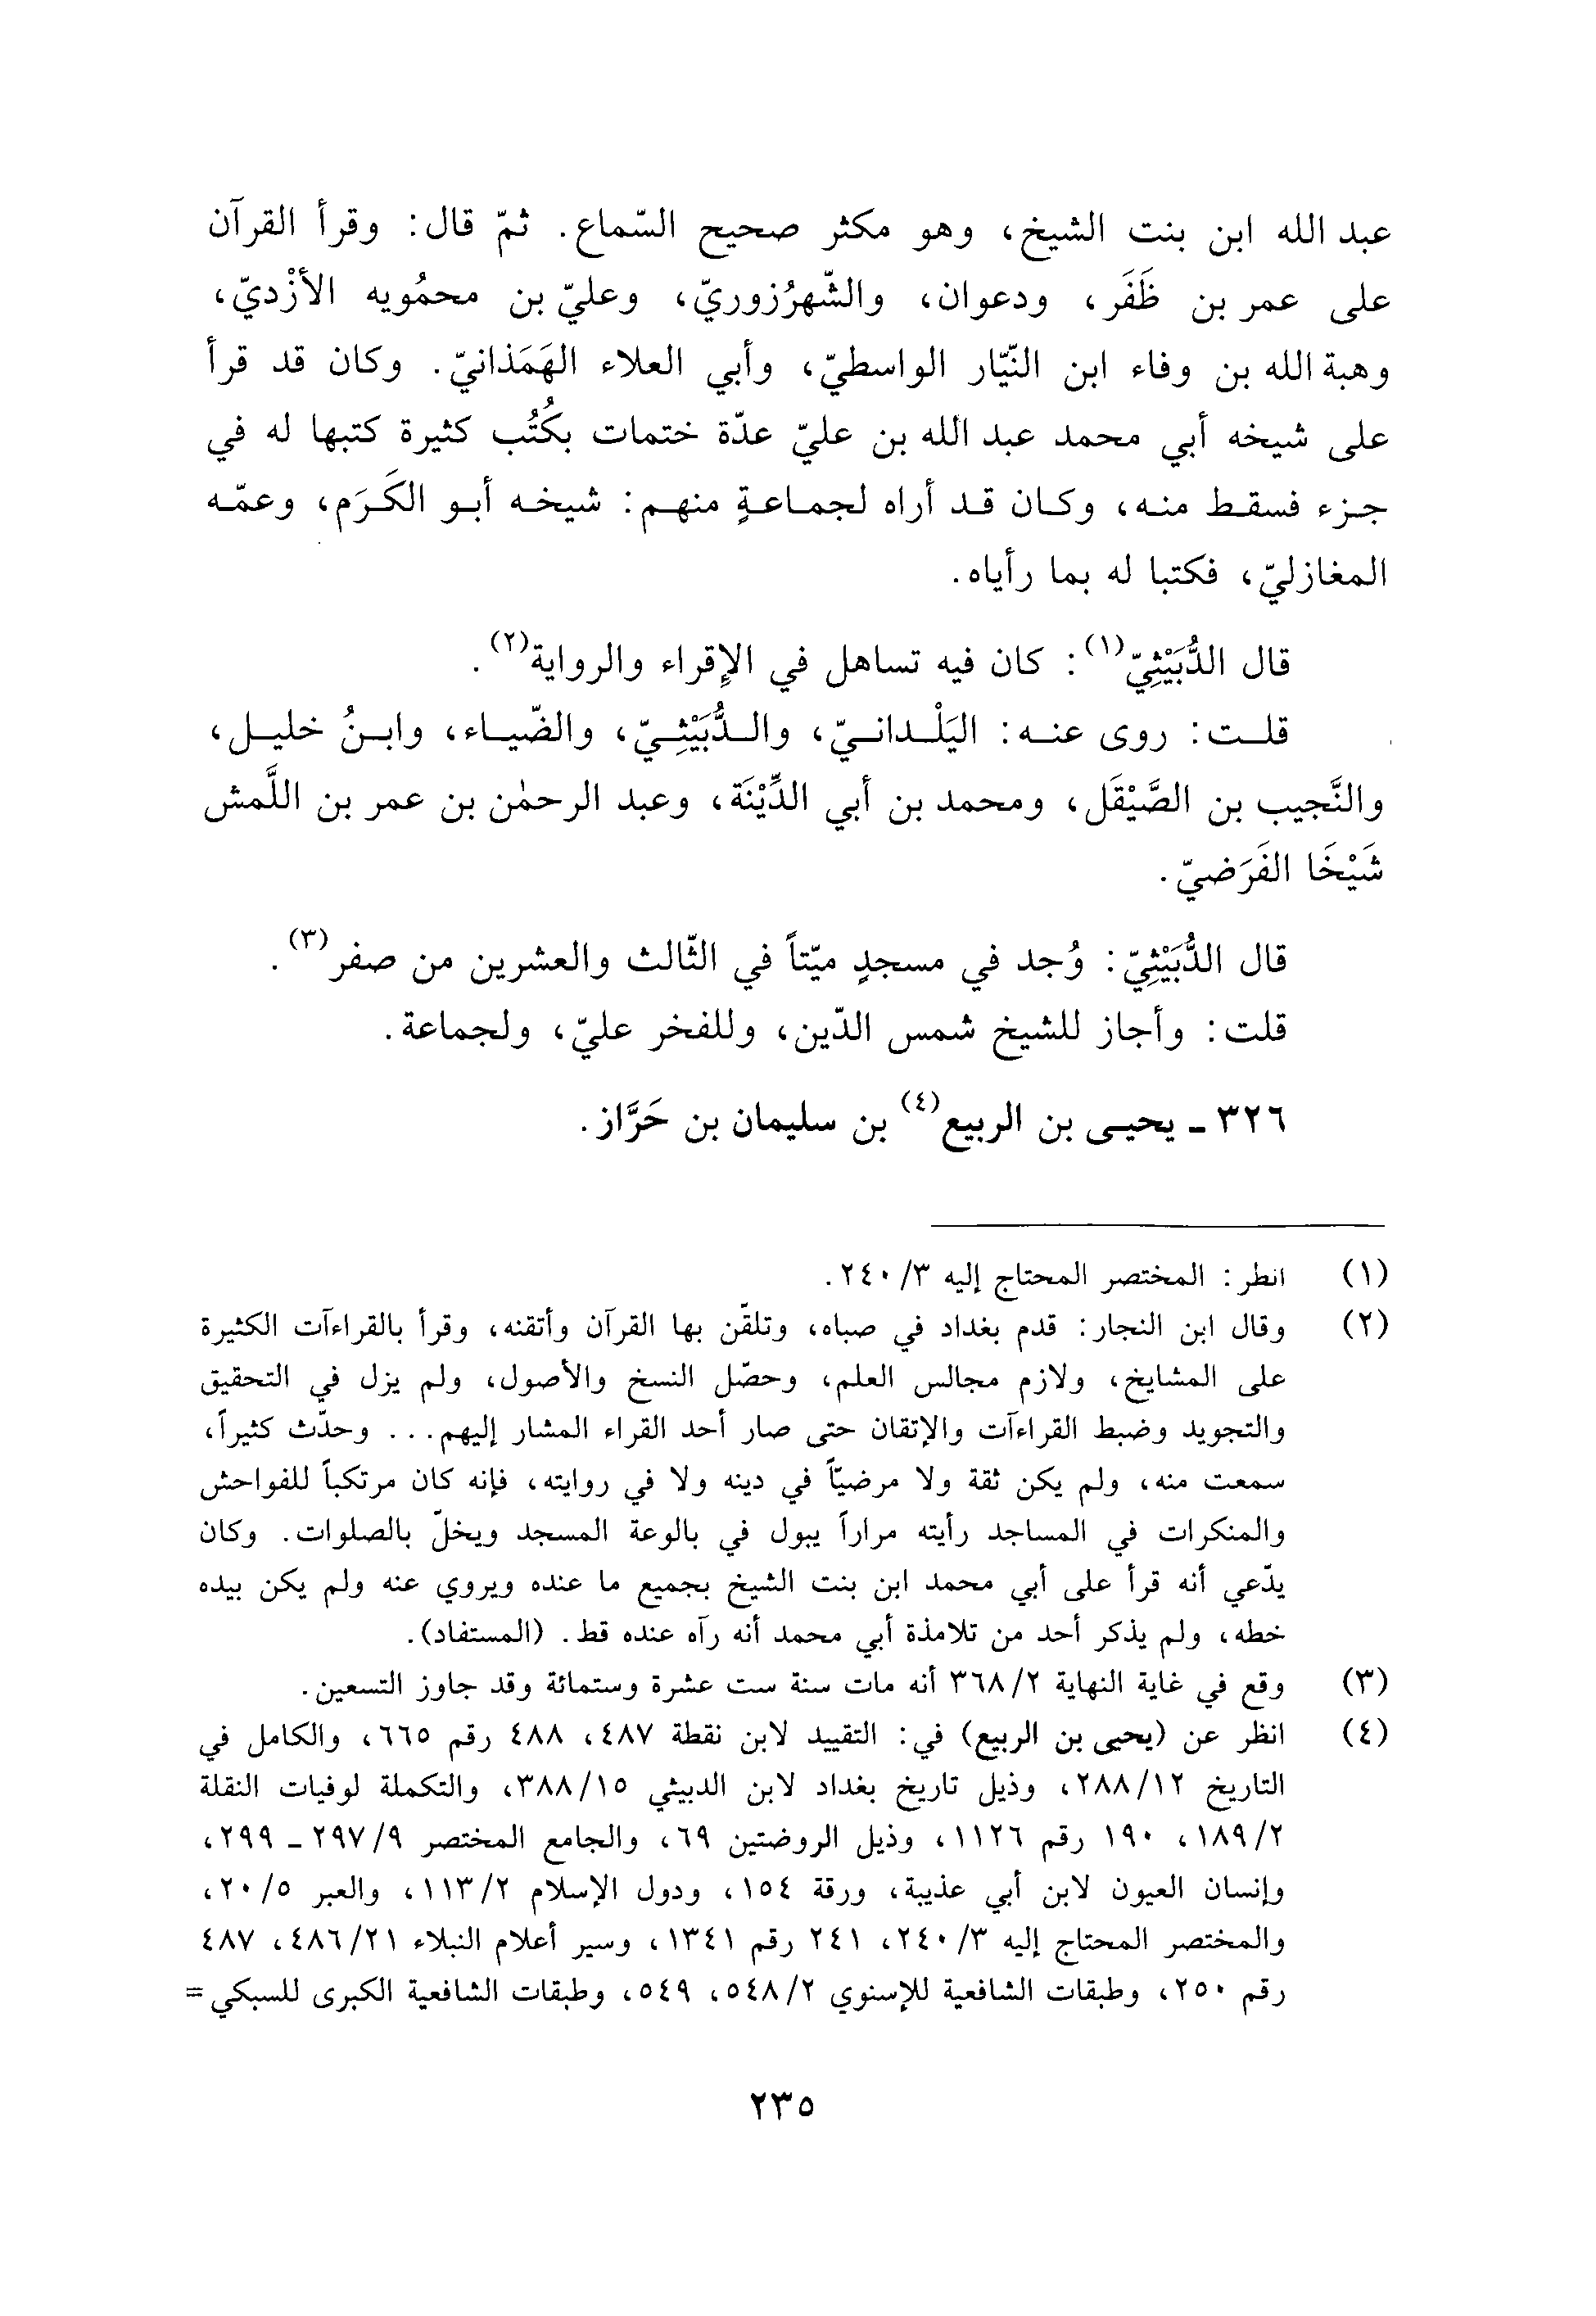 عبد الله ابن بنت الشيخ، وهو مكثر صحيح السّماع. ثمّ قال: وقرأ القرآن
على عمر بن ظَفَر، ودعوان، والشّهرُزوريّ، وعليّ بن محمُويه الأزْديّ،
وهبة الله بن وفاء ابن النّيّار الواسطيّ، وأبي العلاء الهَمَذانيّ. وكان قد قرأ
على شيخه أبي محمد عبد الله بن عليّ عدّة ختمات بكُتُب كثيرة كتبها له في
جزء فسقط منه، وكان قد أراه لجماعةٍ منهم: شيخه أبو الكَرَم، وعمّه
المغازليّ، فكتبا له بما رأياه.
قال الدُّبَيْثِيّ(١): كان فيه تساهل في الإقراء والرواية(٢).
قلت: روى عنه: اليَلْدانيّ، والدُّبَيْثِيّ، والضّياء، وابنُ خليل،
والنَّجيب بن الصَّيْقَل، ومحمد بن أبي الدِّيْنَة، وعبد الرحمٰن بن عمر بن اللَّمش
شَيْخَا الفَرَضيّ.
قال الدُّبَيْثِيّ: وُجد في مسجدٍ ميّتاً في الثّالث والعشرين من صفر(٣).
قلت: وأجاز للشيخ شمس الدّين، وللفخر عليّ، ولجماعة.
٣٢٦ ـ يحيى بن الربيع(٤) بن سليمان بن حَرَّاز.
(١) انظر: المختصر المحتاج إليه ٣/ ٢٤٠.
(٢) وقال ابن النجار: قدم بغداد في صباه، وتلقّن بها القرآن وأتقنه، وقرأ بالقراءآت الكثيرة
على المشايخ، ولازم مجالس العلم، وحصّل النسخ والأصول، ولم يزل في التحقيق
والتجويد وضبط القراءآت والإتقان حتى صار أحد القراء المشار إليهم... وحدّث كثيراً،
سمعت منه، ولم يكن ثقة ولا مرضيّاً في دينه ولا في روايته، فإنه كان مرتكباً للفواحش
والمنكرات في المساجد رأيته مراراً يبول في بالوعة المسجد ويخلّ بالصلوات. وكان
يدّعي أنه قرأ على أبي محمد ابن بنت الشيخ بجميع ما عنده ويروي عنه ولم يكن بيده
خطه، ولم يذكر أحد من تلامذة أبي محمد أنه رآه عنده قط. (المستفاد).
(٣) وقع في غاية النهاية ٢/ ٣٦٨ أنه مات سنة ست عشرة وستمائة وقد جاوز التسعين.
(٤) انظر عن (يحيى بن الربيع) في: التقييد لابن نقطة ٤٨٧، ٤٨٨ رقم ٦٦٥، والكامل في
التاريخ ١٢/ ٢٨٨، وذيل تاريخ بغداد لابن الدبيثي ١٥/ ٣٨٨، والتكملة لوفيات النقلة
٢/ ١٨٩، ١٩٠ رقم ١١٢٦، وذيل الروضتين ٦٩، والجامع المختصر ٩/ ٢٩٧ ـ ٢٩٩،
وإنسان العيون لابن أبي عذيبة، ورقة ١٥٤، ودول الإسلام ٢/ ١١٣، والعبر ٥/ ٢٠،
والمختصر المحتاج إليه ٣/ ٢٤٠، ٢٤١ رقم ١٣٤١، وسير أعلام النبلاء ٢١/ ٤٨٦، ٤٨٧
رقم ٢٥٠، وطبقات الشافعية للإسنوي ٢/ ٥٤٨، ٥٤٩، وطبقات الشافعية الكبرى للسبكي =
٢٣٥